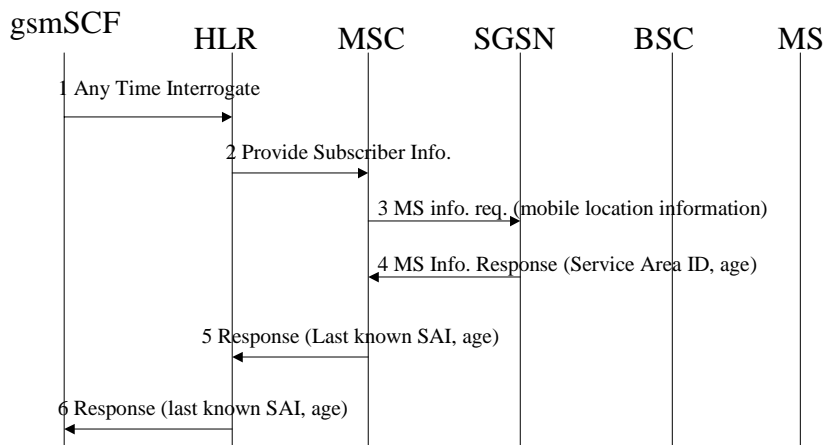 gsmSCF
HLR
MSC
SGSN
BSC
MS
1 Any Time Interrogate
2 Provide Subscriber Info.
3 MS info. req. (mobile location information)
4 MS Info. Response (Service Area ID, age)
5 Response (Last known SAI, age)
6 Response (last known SAI, age)